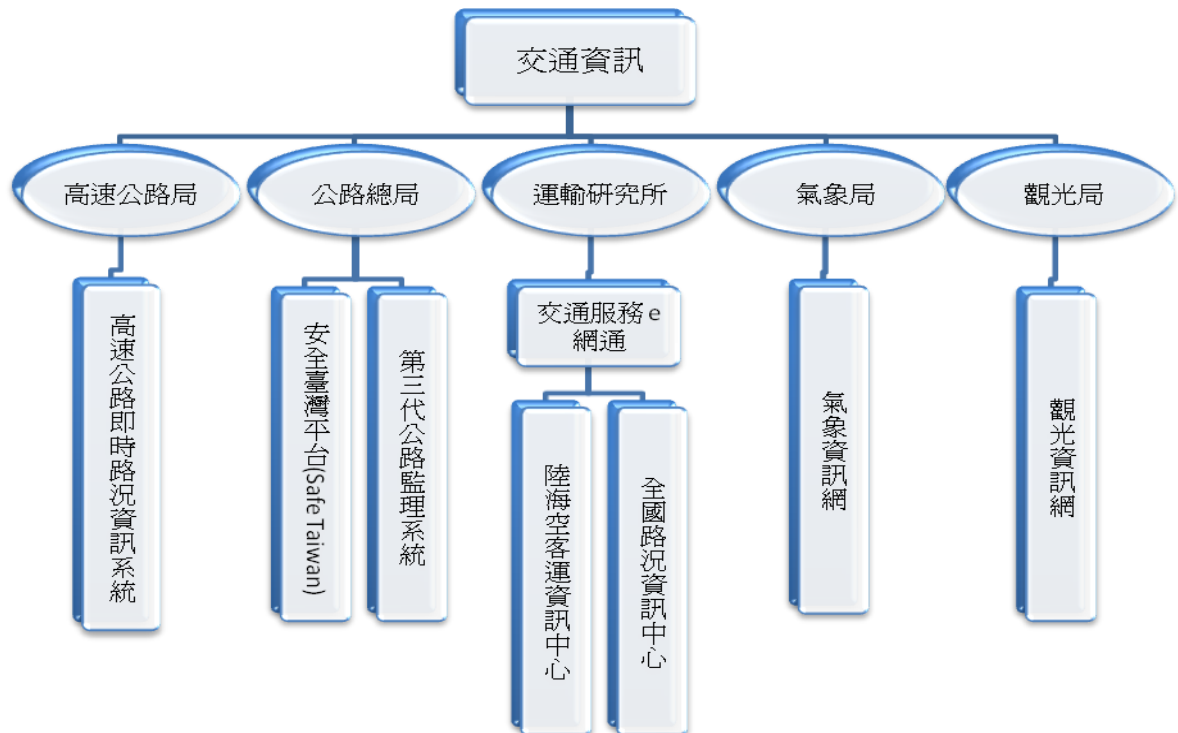 交通資訊
高速公路局
公路總局
運輸研究所
氣象局
觀光局
高速公路即時路況資訊系統
安全臺灣平台(Safe Taiwan)
第三代公路監理系統
交通服務e
網通
陸海空客運資訊中心
全國路況資訊中心
氣象資訊網
觀光資訊網